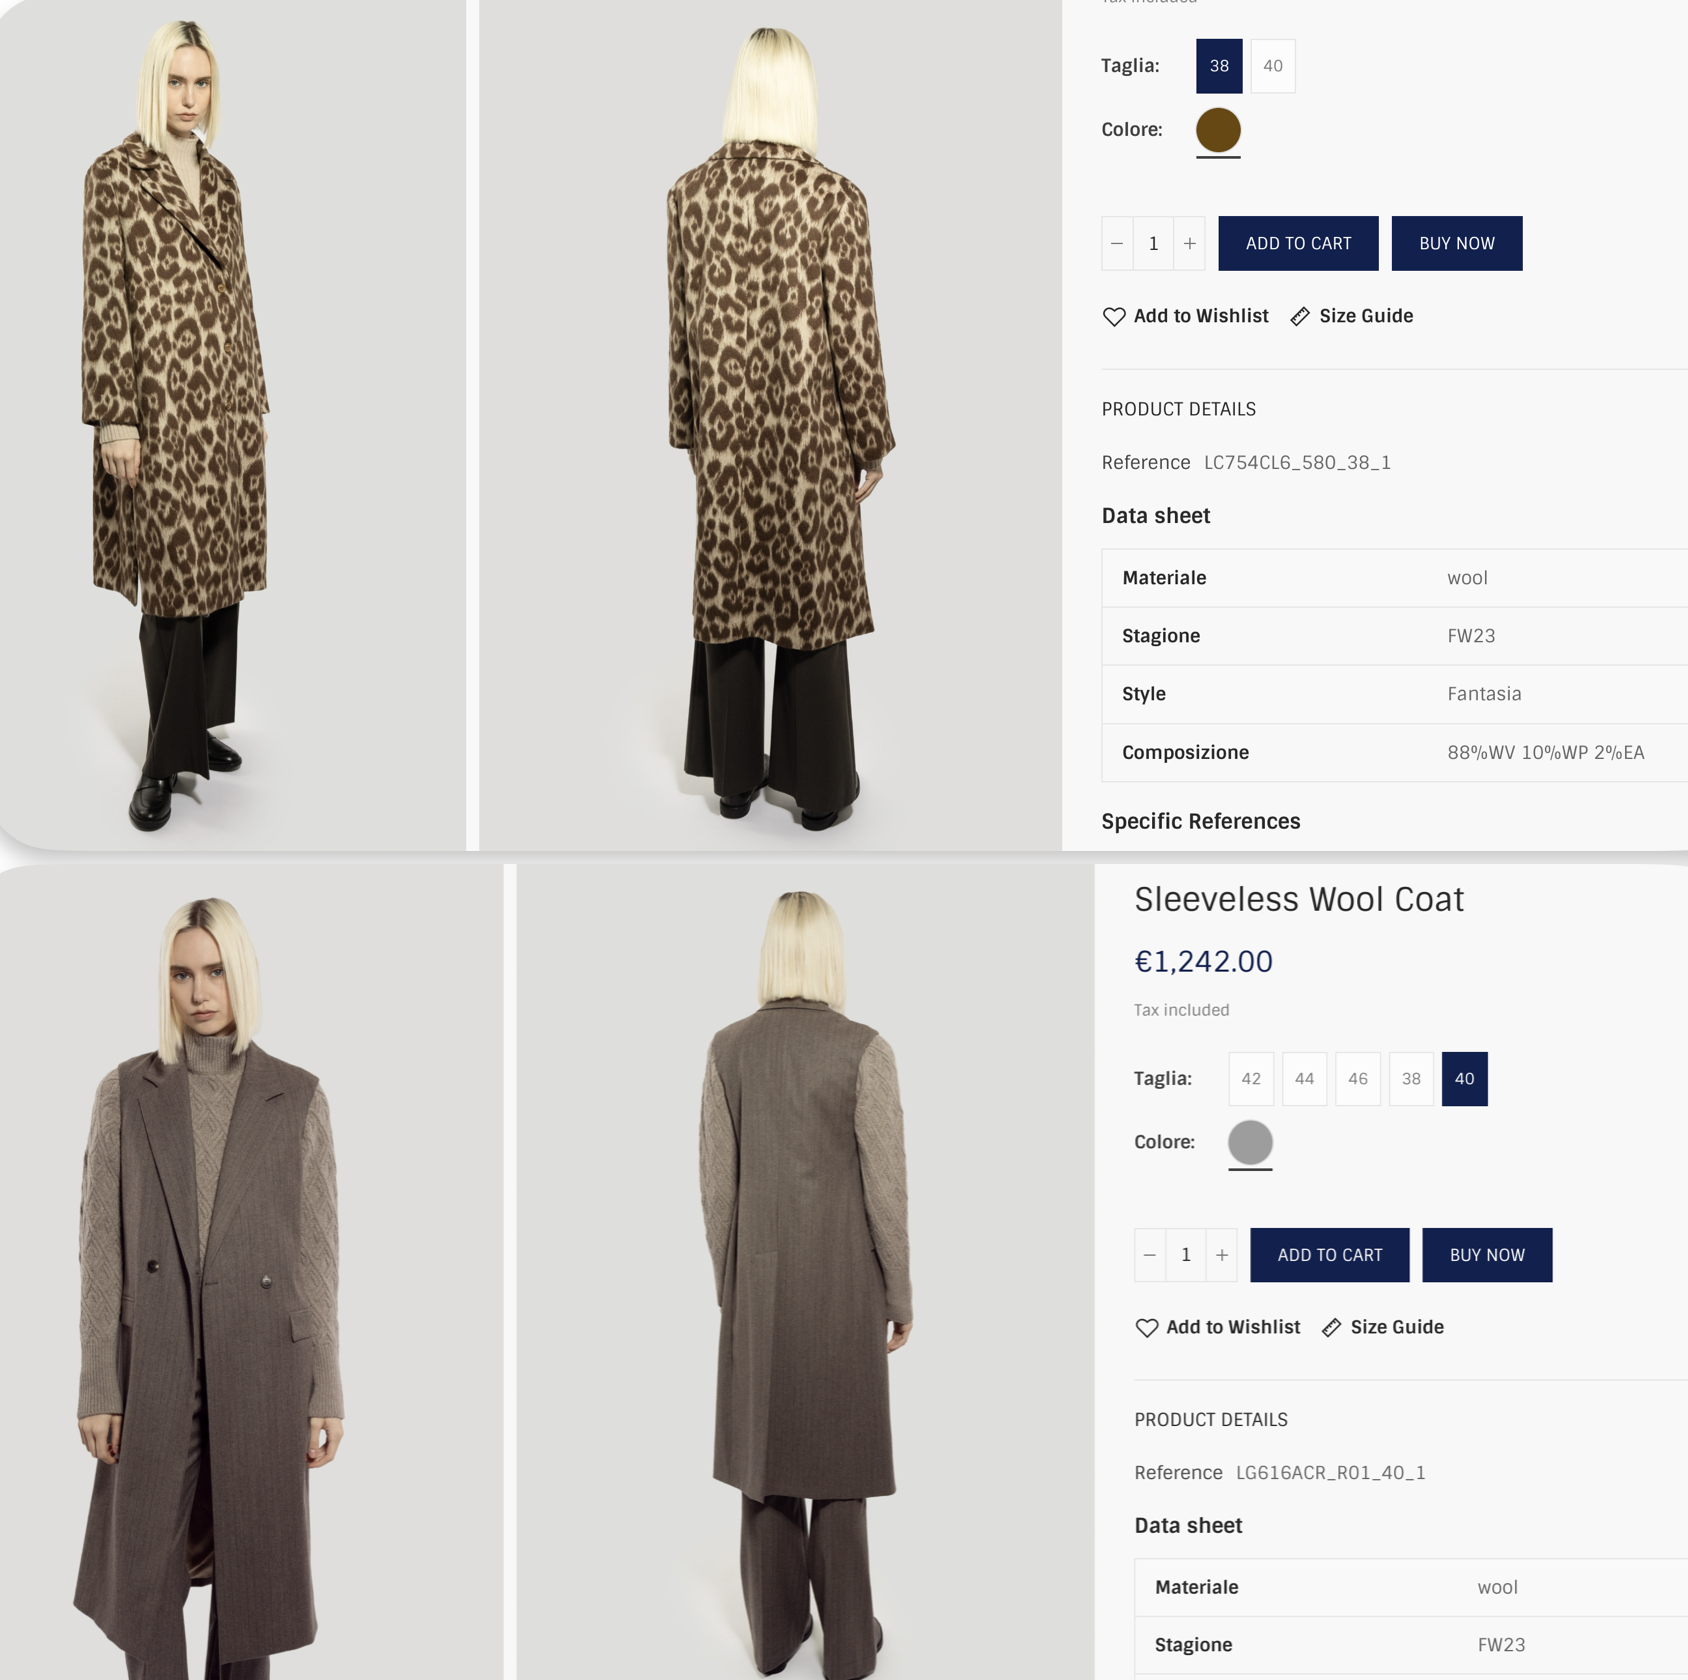 Tax included
Taglia: 38 40
Colore:
1 ADD TO CART BUY NOW
Add to Wishlist Size Guide
PRODUCT DETAILS
Reference LC754CL6_580_38_1
Data sheet
Materiale wool
Stagione FW23
Style Fantasia
Composizione 88%WV 10%WP 2%EA
Specific References
Sleeveless Wool Coat
€1,242.00
Tax included
Taglia: 42 44 46 38 40
Colore:
1 ADD TO CART BUY NOW
Add to Wishlist Size Guide
PRODUCT DETAILS
Reference LG616ACR_R01_40_1
Data sheet
Materiale wool
Stagione FW23